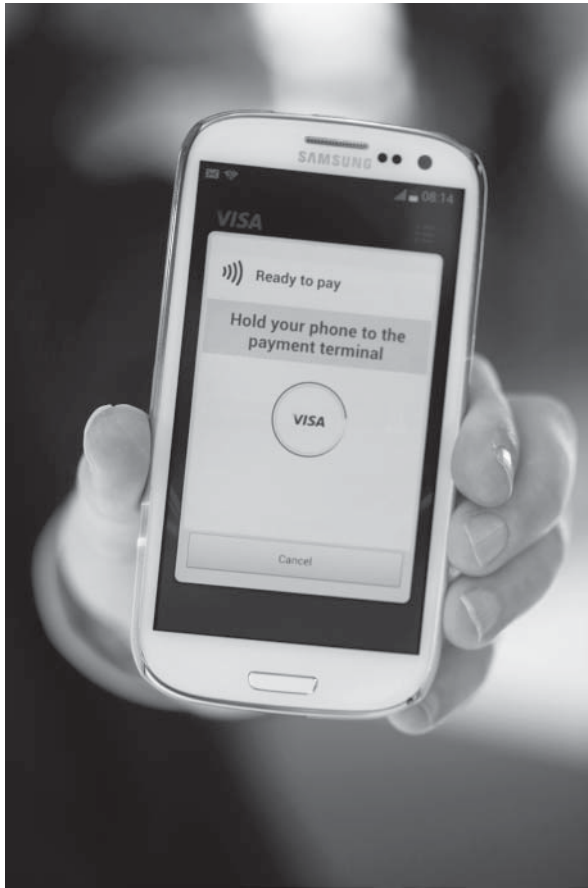 SAMSUNG
08:14
VISA
Ready to pay
Hold your phone to the
payment terminal
VISA
Cancel